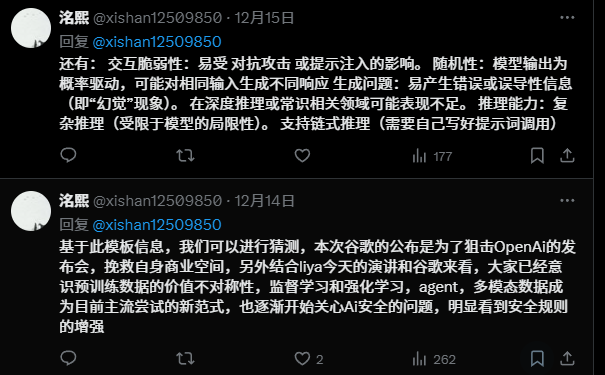 洺熙 @xishan12509850 · 12月15日
回复 @xishan12509850
还有： 交互脆弱性：易受 对抗攻击 或提示注入的影响。 随机性：模型输出为
概率驱动，可能对相同输入生成不同响应 生成问题：易产生错误或误导性信息
（即“幻觉”现象）。 在深度推理或常识相关领域可能表现不足。 推理能力：复
杂推理（受限于模型的局限性）。 支持链式推理（需要自己写好提示词调用）
177
洺熙 @xishan12509850 · 12月14日
回复 @xishan12509850
基于此模板信息，我们可以进行猜测，本次谷歌的公布是为了狙击OpenAi的发
布会，挽救自身商业空间，另外结合liya今天的演讲和谷歌来看，大家已经意
识预训练数据的价值不对称性，监督学习和强化学习，agent，多模态数据成
为目前主流尝试的新范式，也逐渐开始关心Ai安全的问题，明显看到安全规则
的增强
2 262